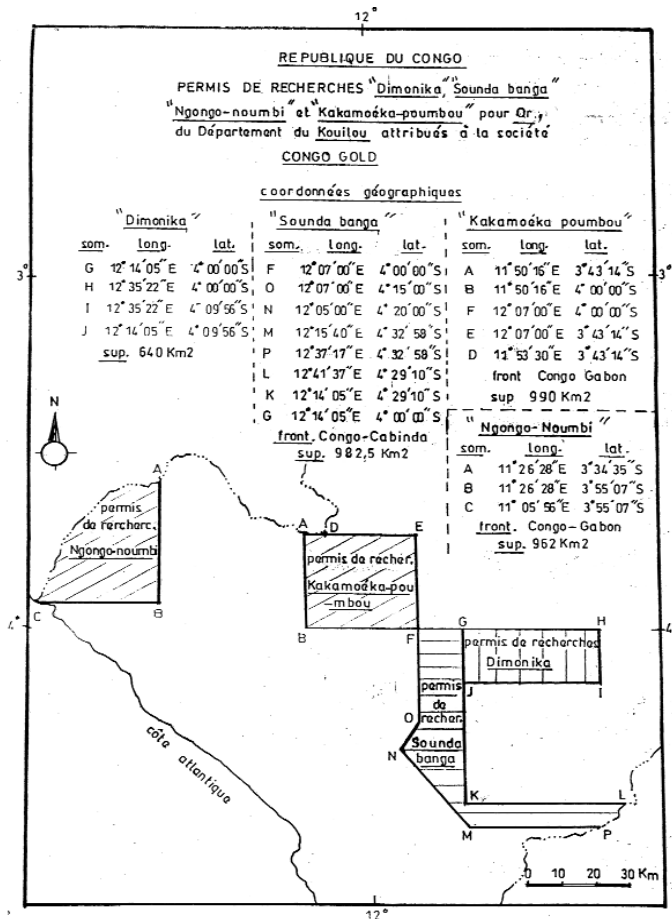 12°
REPUBLIQUE DU CONGO
PERMIS DE RECHERCHES "Dimonika," "Sounda banga"
"Ngongo-noumbi" et "Kakamoéka-poumbou" pour Or,
du Département du Kouilou attribués à la société
CONGO GOLD
coordonnées géographiques
"Dimonika"
som. long. lat.
G 12°14'05"E 4°00'00"S
H 12°35'22"E 4°00'00"S
I 12°35'22"E 4°09'56"S
J 12°14'05"E 4°09'56"S
sup. 640 Km2
"Sounda banga"
som. long. lat.
F 12°07'00"E 4°00'00"S
O 12°07'00"E 4°15'00"S
N 12°05'00"E 4°20'00"S
M 12°15'40"E 4°32'58"S
P 12°37'17"E 4°32'58"S
L 12°41'37"E 4°29'10"S
K 12°14'05"E 4°29'10"S
G 12°14'05"E 4°00'00"S
front. Congo-Cabinda
sup. 982,5 Km2
"Kakamoéka poumbou"
som. long. lat.
A 11°50'16"E 3°43'14"S
B 11°50'16"E 4°00'00"S
F 12°07'00"E 4°00'00"S
E 12°07'00"E 3°43'14"S
D 11°53'30"E 3°43'14"S
front Congo Gabon
sup 990 Km2
"Ngongo-Noumbi"
som. long. lat.
A 11°26'28"E 3°34'35"S
B 11°26'28"E 3°55'07"S
C 11°05'56"E 3°55'07"S
front. Congo-Gabon
sup. 962 Km2
3°
3°
N
A
permis
de rercherc.
Ngongo-noumbi
C
B
A D E
permis de recher.
Kakamoéka-pou
-mbou
B F
4°
4°
G H
permis de recherches
Dimonika
J I
permis
de
recher.
Sounda
banga
O
N
K L
M P
côte
atlantique
0 10 20 30 Km
12°